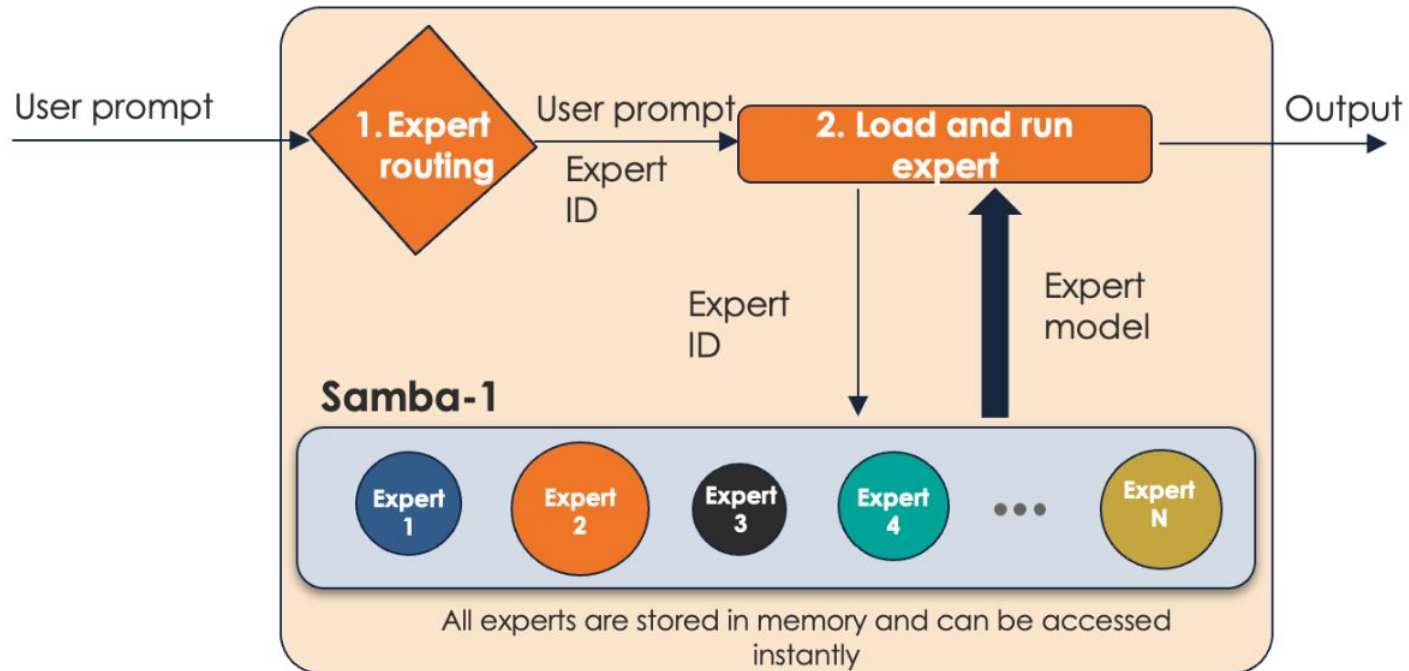 User prompt
1. Expert
routing
User prompt
Expert
ID
2. Load and run
expert
Output
Expert
ID
Expert
model
Samba-1
Expert
1
Expert
2
Expert
3
Expert
4
Expert
N
All experts are stored in memory and can be accessed
instantly